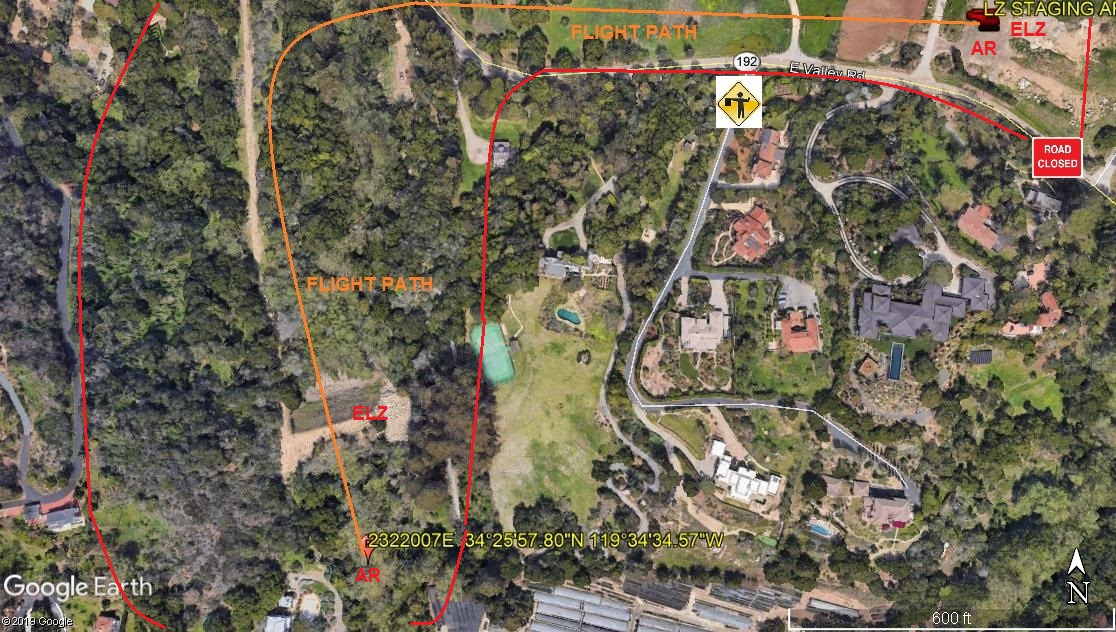 LZ STAGING AR
FLIGHT PATH
ELZ
AR
192
E Valley Rd
ROAD
CLOSED
FLIGHT PATH
ELZ
2322007E 34°25'57.80"N 119°34'34.57"W
AR
Google Earth
©2019 Google
N
600 ft